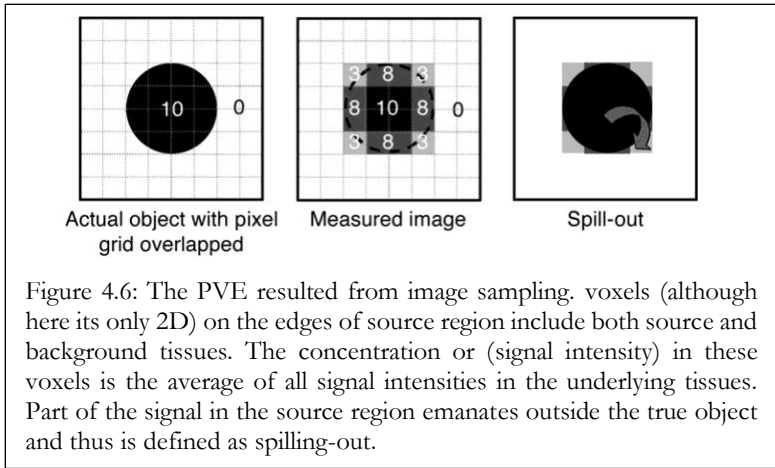 10 0
3 8 3
8 10 8 0
3 8 3
Actual object with pixel
grid overlapped
Measured image
Spill-out
Figure 4.6: The PVE resulted from image sampling. voxels (although
here its only 2D) on the edges of source region include both source and
background tissues. The concentration or (signal intensity) in these
voxels is the average of all signal intensities in the underlying tissues.
Part of the signal in the source region emanates outside the true object
and thus is defined as spilling-out.